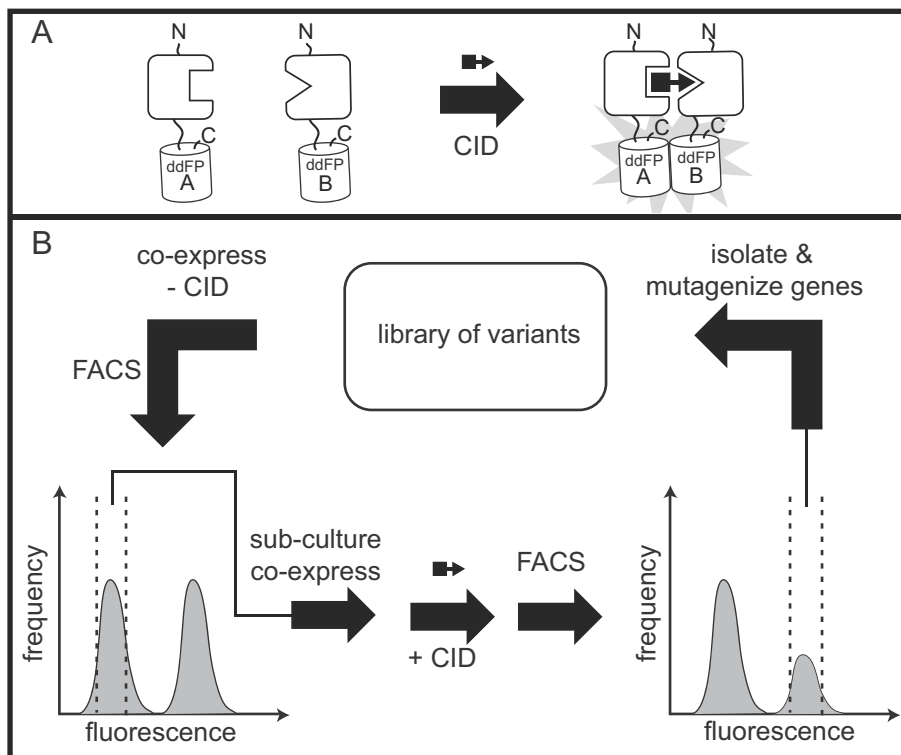 A
N
N
C
C
ddFP
A
ddFP
B
CID
N
N
C
C
ddFP
A
ddFP
B
B
co-express
- CID
FACS
library of variants
isolate &
mutagenize genes
frequency
fluorescence
sub-culture
co-express
+ CID
FACS
frequency
fluorescence